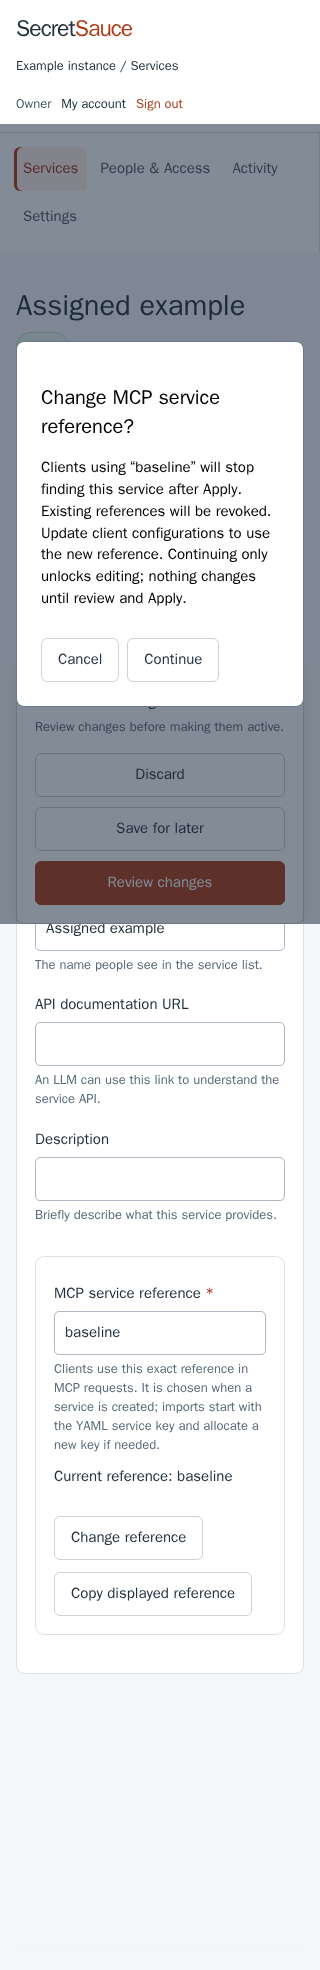 SecretSauce
Example instance / Services
Owner My account Sign out
Services People & Access Activity
Settings
Assigned example
Change MCP service
reference?
Clients using “baseline” will stop
finding this service after Apply.
Existing references will be revoked.
Update client configurations to use
the new reference. Continuing only
unlocks editing; nothing changes
until review and Apply.
Cancel Continue
Review changes before making them active.
Discard
Save for later
Review changes
Assigned example
The name people see in the service list.
API documentation URL
An LLM can use this link to understand the
service API.
Description
Briefly describe what this service provides.
MCP service reference *
baseline
Clients use this exact reference in
MCP requests. It is chosen when a
service is created; imports start with
the YAML service key and allocate a
new key if needed.
Current reference: baseline
Change reference
Copy displayed reference